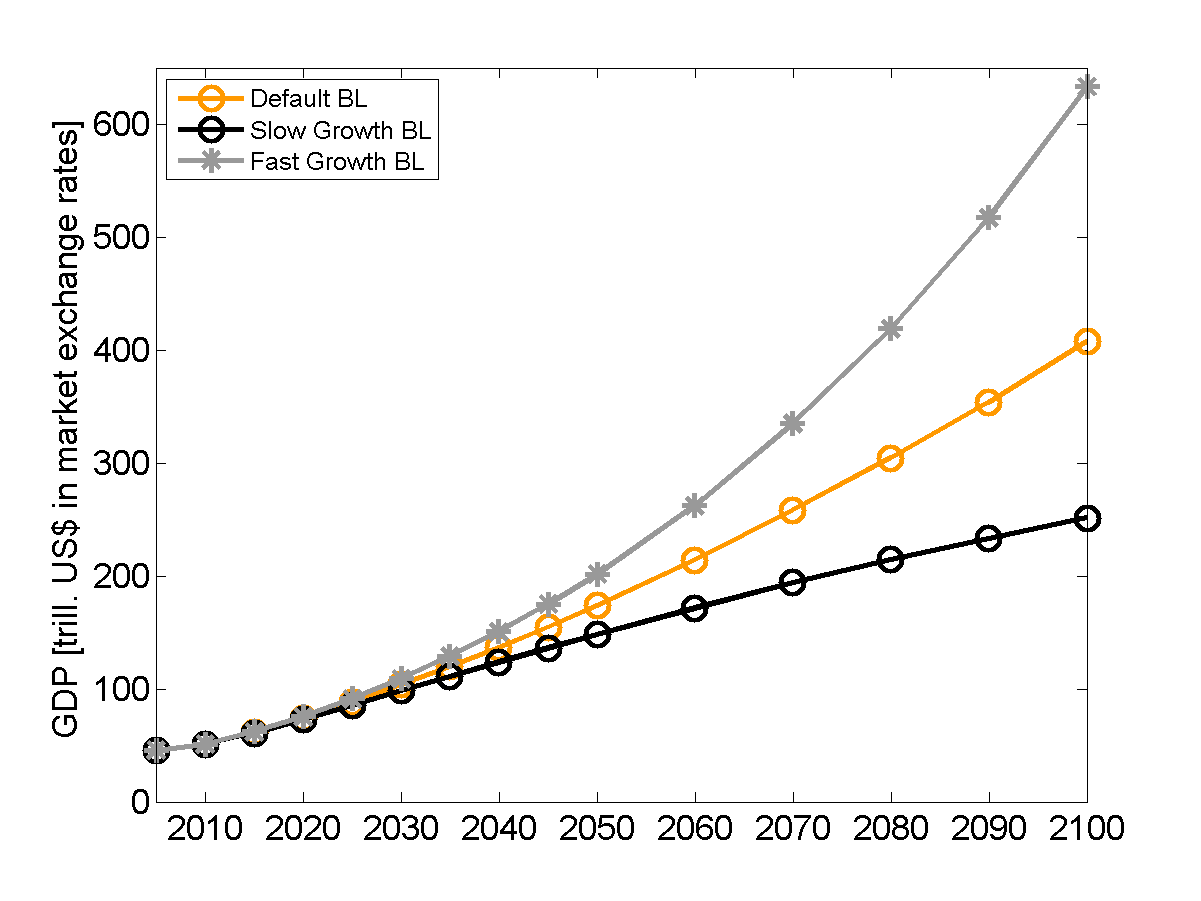 Default BL
Slow Growth BL
Fast Growth BL
GDP [trill. US$ in market exchange rates]
600
500
400
300
200
100
0
2010 2020 2030 2040 2050 2060 2070 2080 2090 2100